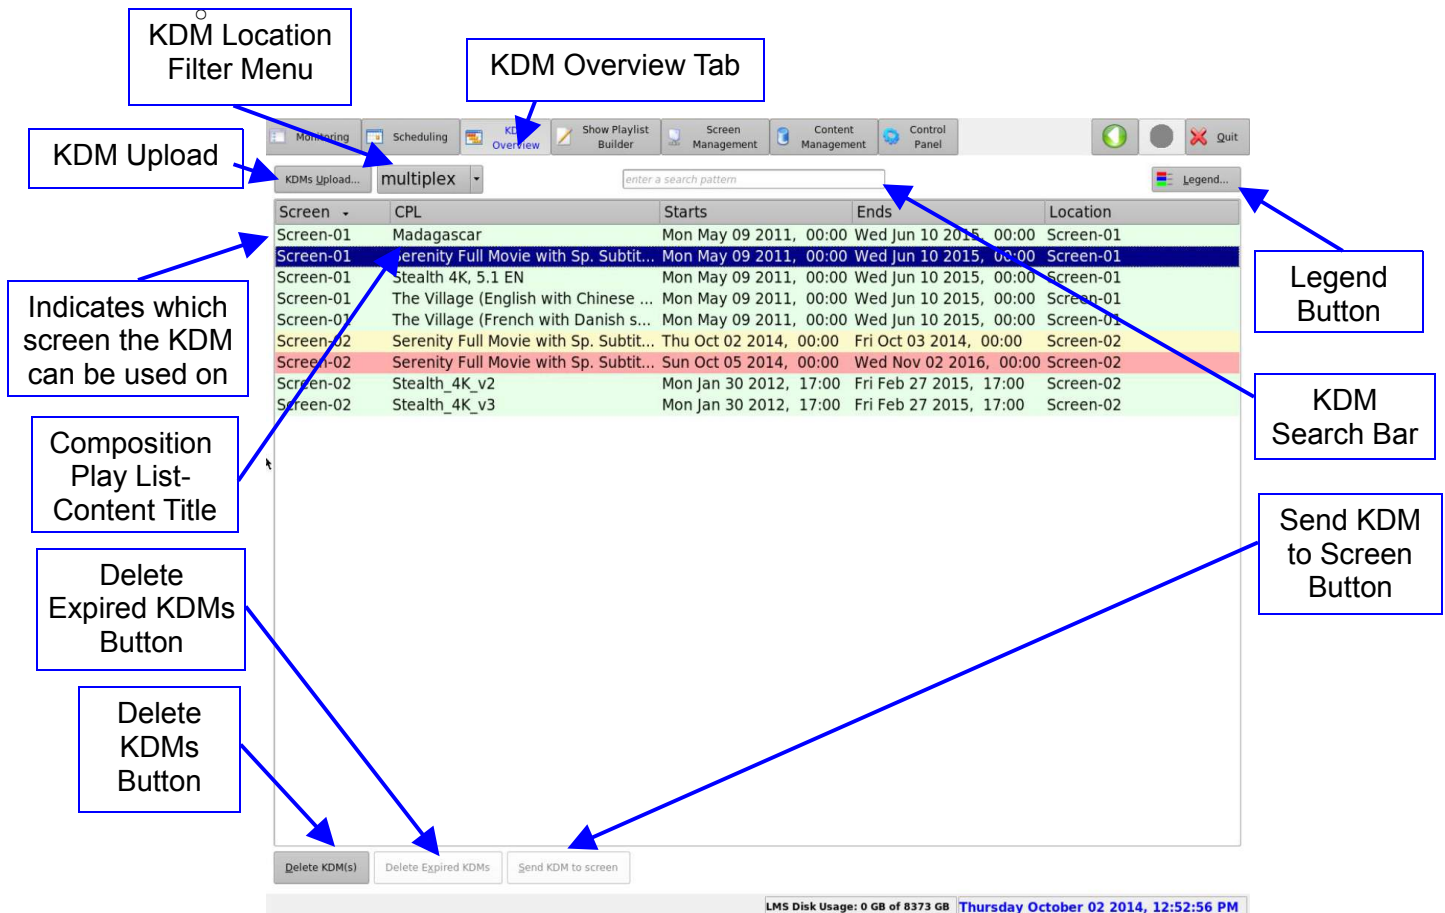 KDM Location
Filter Menu
KDM Overview Tab
KDM Upload
Monitoring
Scheduling
KDM
Overview
Show Playlist
Builder
Screen
Management
Content
Management
Control
Panel
Quit
KDMs Upload...
multiplex
enter a search pattern
Legend...
Screen CPL Starts Ends Location
Screen-01 Madagascar Mon May 09 2011, 00:00 Wed Jun 10 2015, 00:00 Screen-01
Screen-01 Serenity Full Movie with Sp. Subtit... Mon May 09 2011, 00:00 Wed Jun 10 2015, 00:00 Screen-01
Screen-01 Stealth 4K, 5.1 EN Mon May 09 2011, 00:00 Wed Jun 10 2015, 00:00 Screen-01
Screen-01 The Village (English with Chinese ... Mon May 09 2011, 00:00 Wed Jun 10 2015, 00:00 Screen-01
Screen-01 The Village (French with Danish s... Mon May 09 2011, 00:00 Wed Jun 10 2015, 00:00 Screen-01
Screen-02 Serenity Full Movie with Sp. Subtit... Thu Oct 02 2014, 00:00 Fri Oct 03 2014, 00:00 Screen-02
Screen-02 Serenity Full Movie with Sp. Subtit... Sun Oct 05 2014, 00:00 Wed Nov 02 2016, 00:00 Screen-02
Screen-02 Stealth_4K_v2 Mon Jan 30 2012, 17:00 Fri Feb 27 2015, 17:00 Screen-02
Screen-02 Stealth_4K_v3 Mon Jan 30 2012, 17:00 Fri Feb 27 2015, 17:00 Screen-02
Indicates which
screen the KDM
can be used on
Legend
Button
Composition
Play List-
Content Title
KDM
Search Bar
Delete
Expired KDMs
Button
Send KDM
to Screen
Button
Delete
KDMs
Button
Delete KDM(s)
Delete Expired KDMs
Send KDM to screen
LMS Disk Usage: 0 GB of 8373 GB
Thursday October 02 2014, 12:52:56 PM